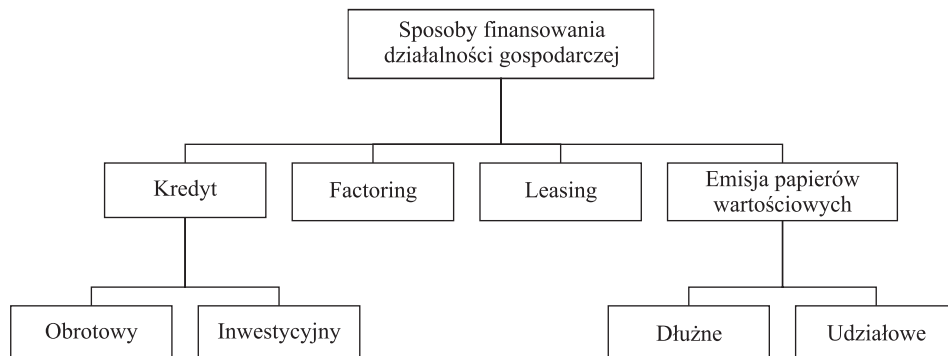 Sposoby finansowania
działalności gospodarczej
Kredyt
Factoring
Leasing
Emisja papierów
wartościowych
Obrotowy
Inwestycyjny
Dłużne
Udziałowe